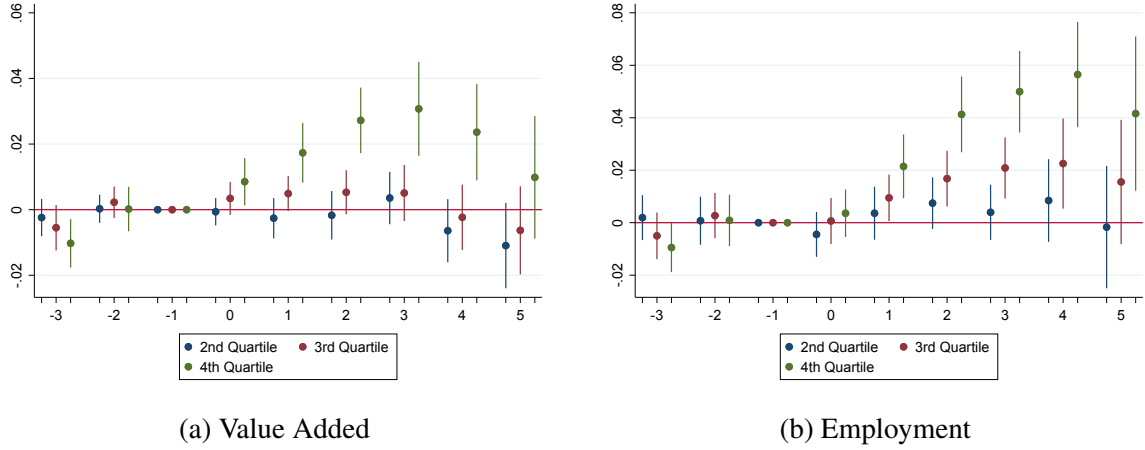 .06
.04
.02
0
-.02
-3 -2 -1 0 1 2 3 4 5
2nd Quartile 3rd Quartile
4th Quartile
(a) Value Added
.08
.06
.04
.02
0
-.02
-3 -2 -1 0 1 2 3 4 5
2nd Quartile 3rd Quartile
4th Quartile
(b) Employment